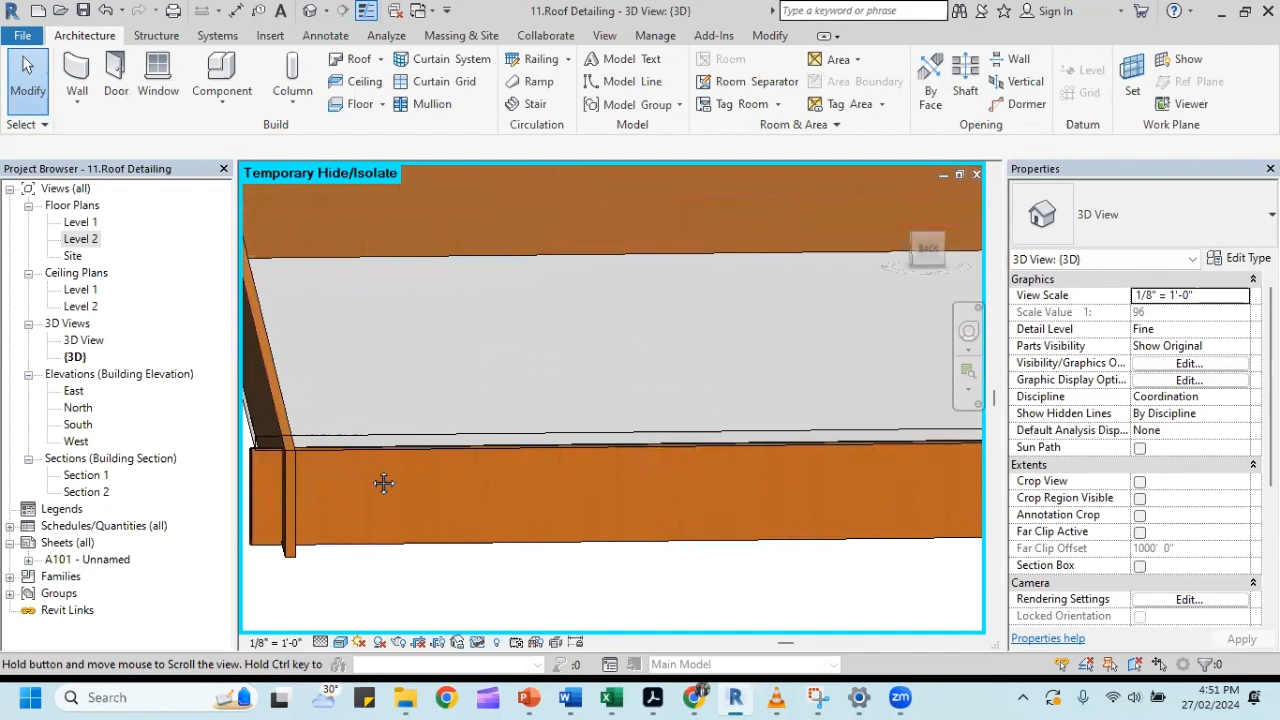 11.Roof Detailing - 3D View: {3D}
Type a keyword or phrase
Sign In
File
Architecture
Structure
Systems
Insert
Annotate
Analyze
Massing & Site
Collaborate
View
Manage
Add-Ins
Modify
Modify
Wall
Door
Window
Component
Column
Roof
Ceiling
Floor
Curtain System
Curtain Grid
Mullion
Railing
Ramp
Stair
Model Text
Model Line
Model Group
Room
Room Separator
Tag Room
Area
Area Boundary
Tag Area
By Face
Shaft
Wall
Vertical
Dormer
Level
Grid
Set
Show
Ref Plane
Viewer
Select
Build
Circulation
Model
Room & Area
Opening
Datum
Work Plane
Project Browser - 11.Roof Detailing
Views (all)
Floor Plans
Level 1
Level 2
Site
Ceiling Plans
Level 1
Level 2
3D Views
3D View
{3D}
Elevations (Building Elevation)
East
North
South
West
Sections (Building Section)
Section 1
Section 2
Legends
Schedules/Quantities (all)
Sheets (all)
A101 - Unnamed
Families
Groups
Revit Links
Temporary Hide/Isolate
BACK
1/8" = 1'-0"
Properties
3D View
3D View: {3D}
Edit Type
Graphics
View Scale 1/8" = 1'-0"
Scale Value 1: 96
Detail Level Fine
Parts Visibility Show Original
Visibility/Graphics O... Edit...
Graphic Display Opti... Edit...
Discipline Coordination
Show Hidden Lines By Discipline
Default Analysis Disp... None
Sun Path
Extents
Crop View
Crop Region Visible
Annotation Crop
Far Clip Active
Far Clip Offset 1000' 0"
Section Box
Camera
Rendering Settings Edit...
Locked Orientation
Properties help
Apply
Hold button and move mouse to Scroll the view. Hold Ctrl key to
:0
Main Model
:0
Search
30°
4:51 PM
27/02/2024